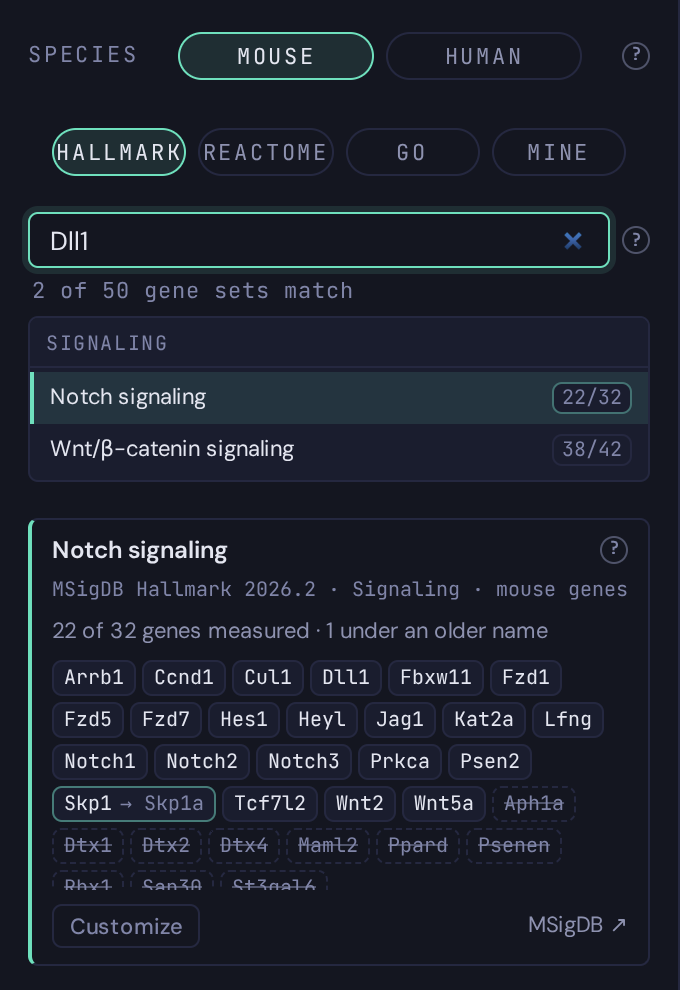 SPECIES MOUSE HUMAN ?
HALLMARK REACTOME GO MINE
Dll1 ?
2 of 50 gene sets match
SIGNALING
Notch signaling 22/32
Wnt/β-catenin signaling 38/42
Notch signaling ?
MSigDB Hallmark 2026.2 · Signaling · mouse genes
22 of 32 genes measured · 1 under an older name
Arrb1 Ccnd1 Cul1 Dll1 Fbxw11 Fzd1
Fzd5 Fzd7 Hes1 Heyl Jag1 Kat2a Lfng
Notch1 Notch2 Notch3 Prkca Psen2
Skp1 → Skp1a Tcf7l2 Wnt2 Wnt5a Aph1a
Dtx1 Dtx2 Dtx4 Maml2 Ppard Psenen
Rbx1 Sap30 St3gal6
Customize MSigDB ↗